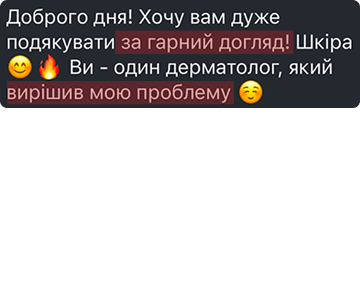 Доброго дня! Хочу вам дуже
подякувати за гарний догляд! Шкіра
😊🔥 Ви - один дерматолог, який
вирішив мою проблему ☺️